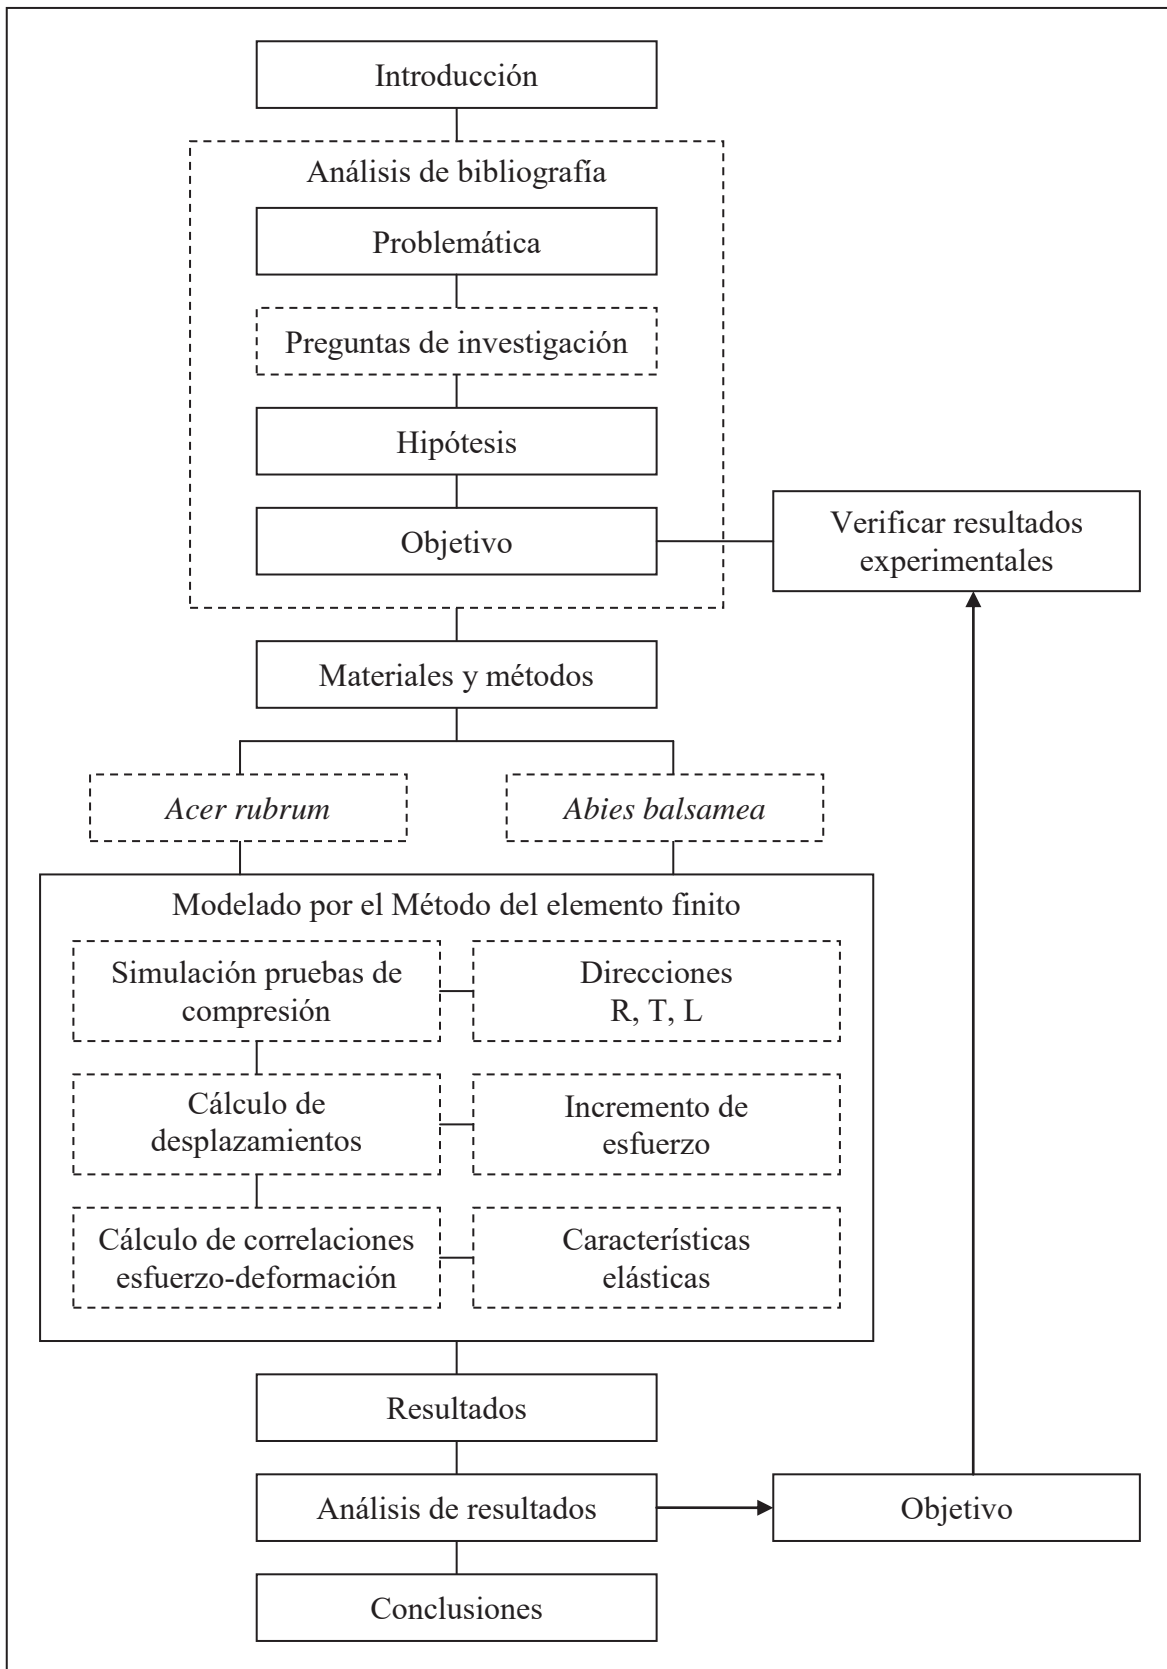 Introducción
Análisis de bibliografía
Problemática
Preguntas de investigación
Hipótesis
Objetivo
Verificar resultados
experimentales
Materiales y métodos
Acer rubrum
Abies balsamea
Modelado por el Método del elemento finito
Simulación pruebas de
compresión
Direcciones
R, T, L
Cálculo de
desplazamientos
Incremento de
esfuerzo
Cálculo de correlaciones
esfuerzo-deformación
Características
elásticas
Resultados
Análisis de resultados
Objetivo
Conclusiones